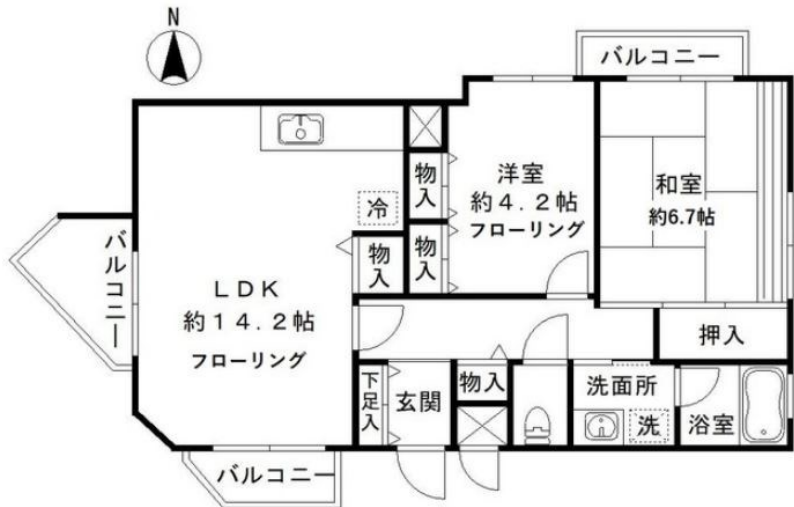 N
バルコニー
洋室
約4.2帖
フローリング
和室
約6.7帖
物入
物入
冷
物入
バルコニー
LDK
約14.2帖
フローリング
押入
下足入
玄関
物入
洗面所
洗
浴室
バルコニー